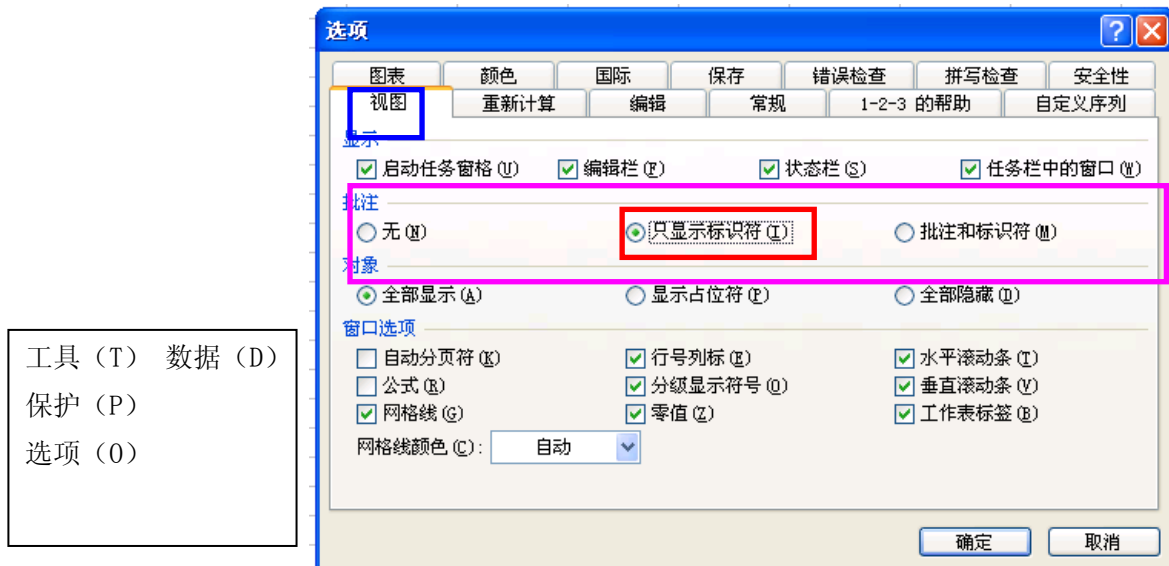 选项
图表 颜色 国际 保存 错误检查 拼写检查 安全性
视图 重新计算 编辑 常规 1-2-3 的帮助 自定义序列
显示
启动任务窗格(U) 编辑栏(F) 状态栏(S) 任务栏中的窗口(W)
批注
无(N) 只显示标识符(I) 批注和标识符(M)
对象
全部显示(A) 显示占位符(P) 全部隐藏(D)
窗口选项
自动分页符(K) 行号列标(E) 水平滚动条(T)
公式(R) 分级显示符号(O) 垂直滚动条(V)
网格线(G) 零值(Z) 工作表标签(B)
网格线颜色(C): 自动
确定 取消
工具（T） 数据（D）
保护（P）
选项（O）